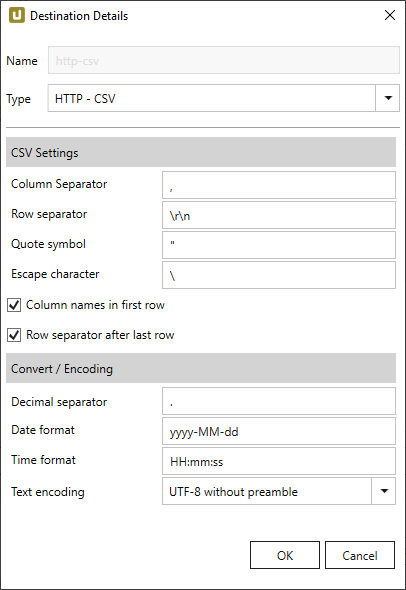 Destination Details
Name http-csv
Type HTTP - CSV
CSV Settings
Column Separator ,
Row separator \r\n
Quote symbol "
Escape character \
Column names in first row
Row separator after last row
Convert / Encoding
Decimal separator .
Date format yyyy-MM-dd
Time format HH:mm:ss
Text encoding UTF-8 without preamble
OK Cancel